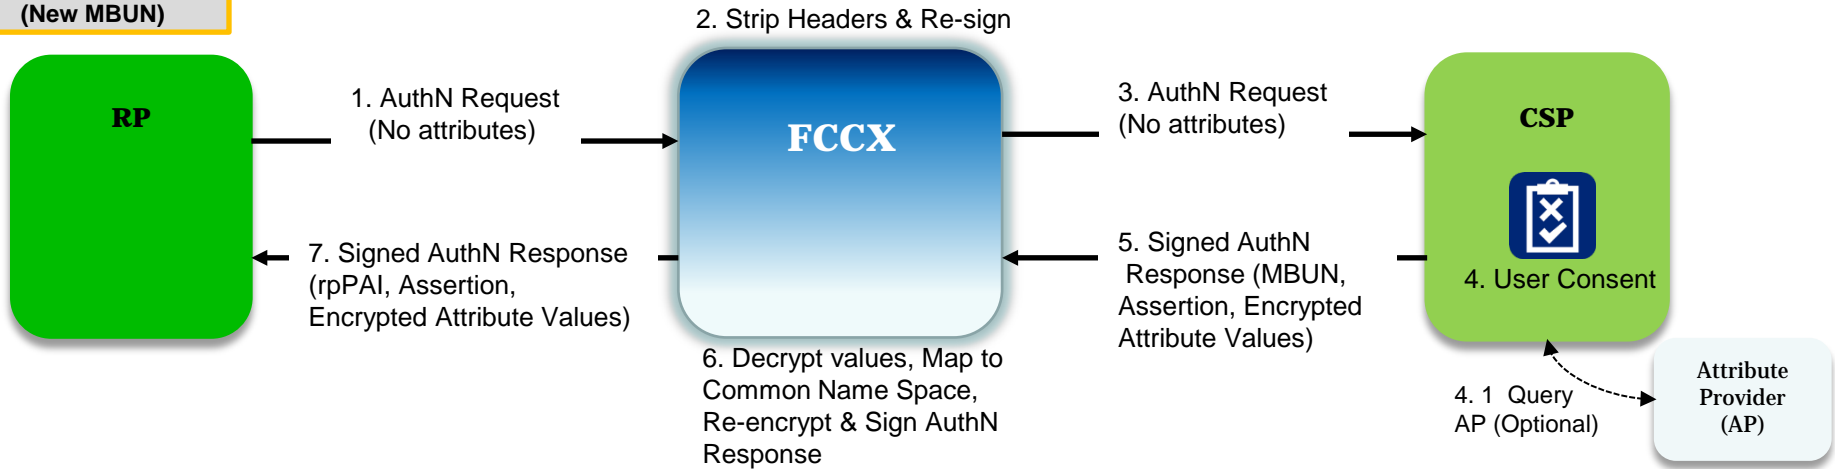 (New MBUN)
2. Strip Headers & Re-sign
RP
1. AuthN Request
(No attributes)
FCCX
3. AuthN Request
(No attributes)
CSP
7. Signed AuthN Response
(rpPAI, Assertion,
Encrypted Attribute Values)
5. Signed AuthN
Response (MBUN,
Assertion, Encrypted
Attribute Values)
4. User Consent
6. Decrypt values, Map to
Common Name Space,
Re-encrypt & Sign AuthN
Response
4. 1 Query
AP (Optional)
Attribute
Provider
(AP)